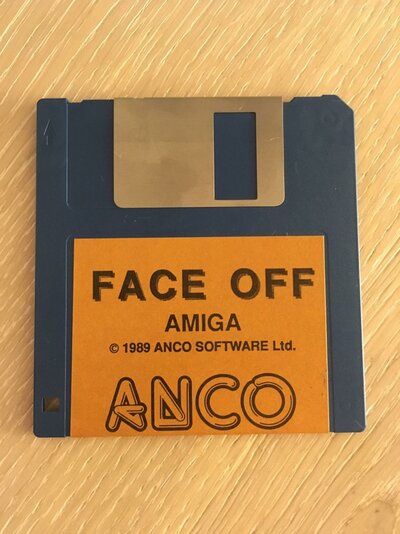 FACE OFF
AMIGA
© 1989 ANCO SOFTWARE Ltd.
ANCO